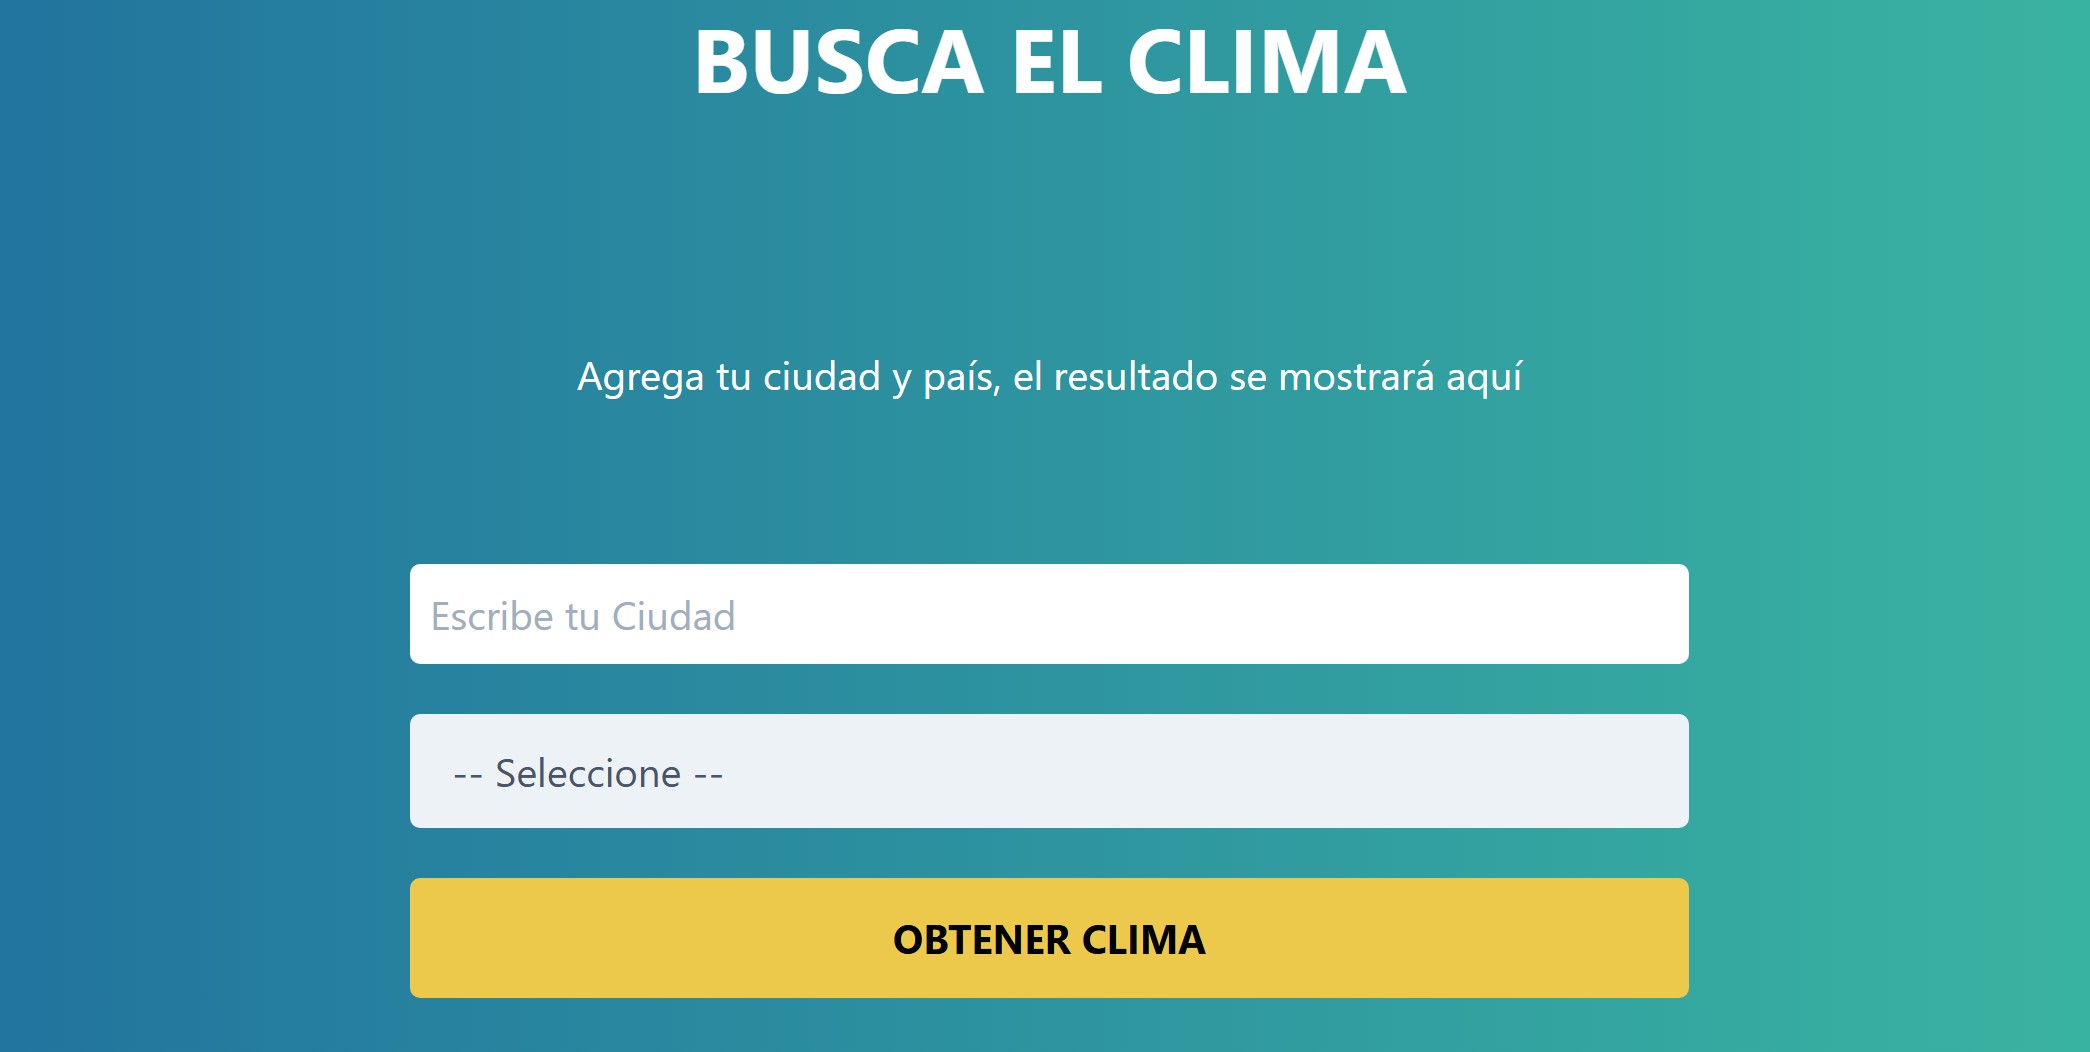 BUSCA EL CLIMA
Agrega tu ciudad y país, el resultado se mostrará aquí
Escribe tu Ciudad
-- Seleccione --
OBTENER CLIMA